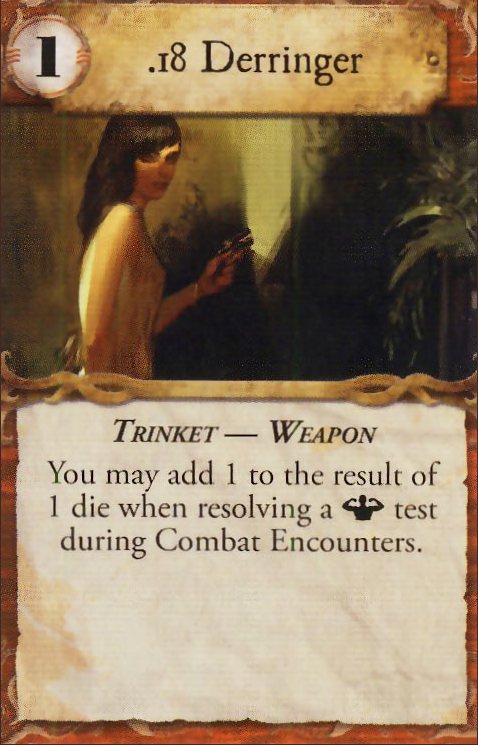 1
.18 Derringer
Trinket — Weapon
You may add 1 to the result of
1 die when resolving a test
during Combat Encounters.